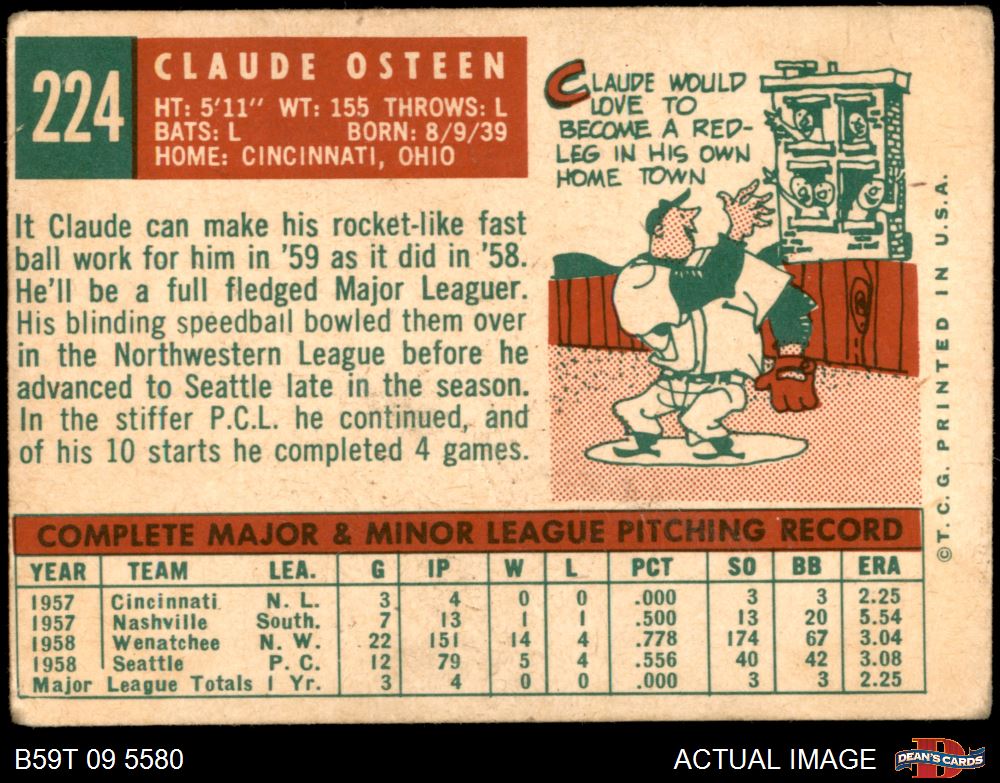 224
CLAUDE OSTEEN
HT: 5'11" WT: 155 THROWS: L
BATS: L BORN: 8/9/39
HOME: CINCINNATI, OHIO
CLAUDE WOULD
LOVE TO
BECOME A RED-
LEG IN HIS OWN
HOME TOWN
It Claude can make his rocket-like fast
ball work for him in '59 as it did in '58.
He'll be a full fledged Major Leaguer.
His blinding speedball bowled them over
in the Northwestern League before he
advanced to Seattle late in the season.
In the stiffer P.C.L. he continued, and
of his 10 starts he completed 4 games.
©T. C. G. PRINTED IN U.S.A.
COMPLETE MAJOR & MINOR LEAGUE PITCHING RECORD
YEAR TEAM LEA. G IP W L PCT SO BB ERA
1957 Cincinnati N. L. 3 4 0 0 .000 3 3 2.25
1957 Nashville South. 7 13 1 1 .500 13 20 5.54
1958 Wenatchee N. W. 22 151 14 4 .778 174 67 3.04
1958 Seattle P. C. 12 79 5 4 .556 40 42 3.08
Major League Totals 1 Yr. 3 4 0 0 .000 3 3 2.25
B59T 09 5580
ACTUAL IMAGE
DEAN'S CARDS